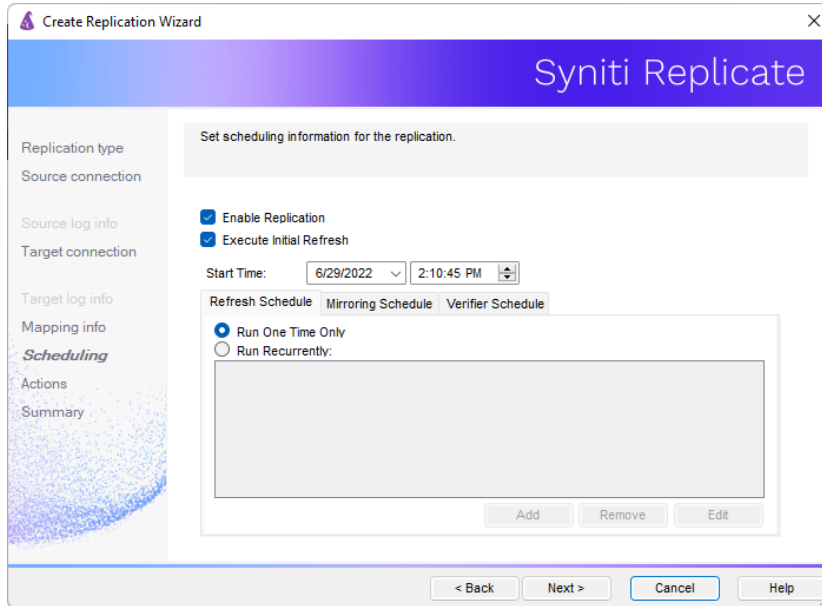 Create Replication Wizard
Syniti Replicate
Replication type
Source connection
Source log info
Target connection
Target log info
Mapping info
Scheduling
Actions
Summary
Set scheduling information for the replication.
Enable Replication
Execute Initial Refresh
Start Time: 6/29/2022 2:10:45 PM
Refresh Schedule Mirroring Schedule Verifier Schedule
Run One Time Only
Run Recurrently:
Add Remove Edit
< Back Next > Cancel Help